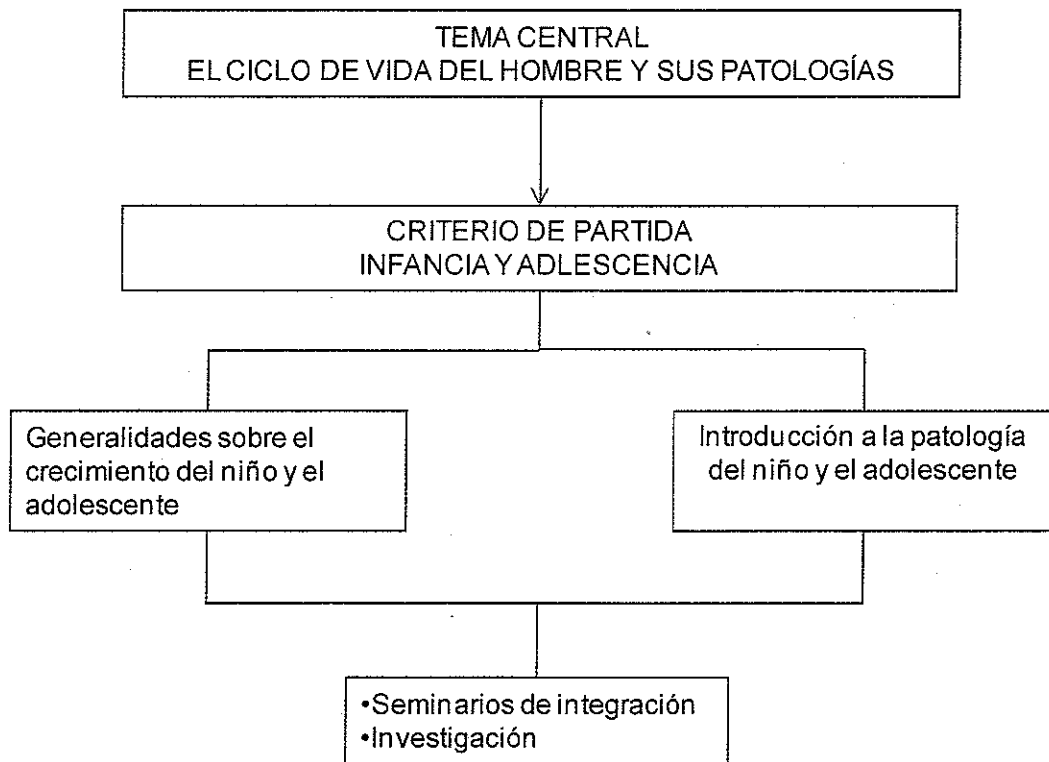 TEMA CENTRAL
EL CICLO DE VIDA DEL HOMBRE Y SUS PATOLOGÍAS
CRITERIO DE PARTIDA
INFANCIA Y ADLESCENCIA
Generalidades sobre el
crecimiento del niño y el
adolescente
Introducción a la patología
del niño y el adolescente
•Seminarios de integración
•Investigación